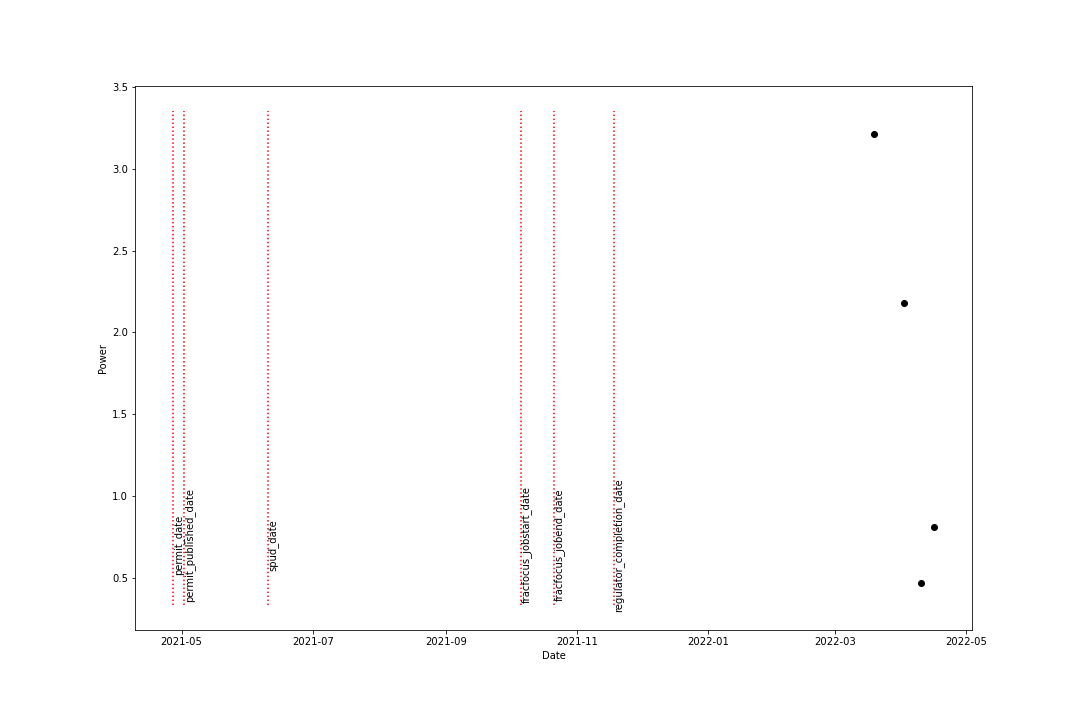 3.5
3.0
2.5
2.0
1.5
1.0
0.5
Power
permit_date
permit_published_date
spud_date
fracfocus_jobstart_date
fracfocus_jobend_date
regulator_completion_date
2021-05
2021-07
2021-09
2021-11
2022-01
2022-03
2022-05
Date